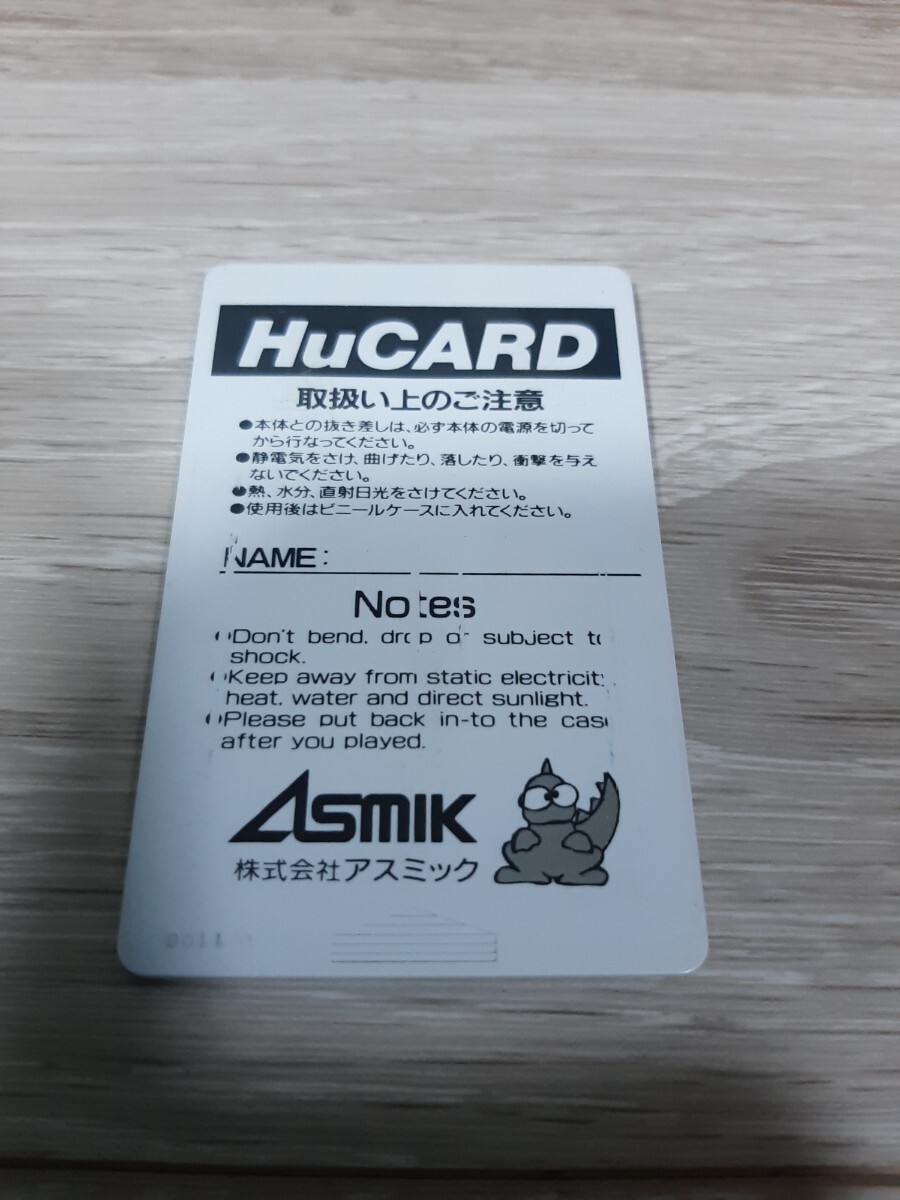 HuCARD
取扱い上のご注意
●本体との抜き差しは、必ず本体の電源を切って
から行なってください。
●静電気をさけ、曲げたり、落したり、衝撃を与え
ないでください。
●熱、水分、直射日光をさけてください。
●使用後はビニールケースに入れてください。
NAME:
Notes
●Don't bend, drop or subject to
shock.
●Keep away from static electricity
heat, water and direct sunlight.
●Please put back in-to the case
after you played.
ASMIK
株式会社アスミック